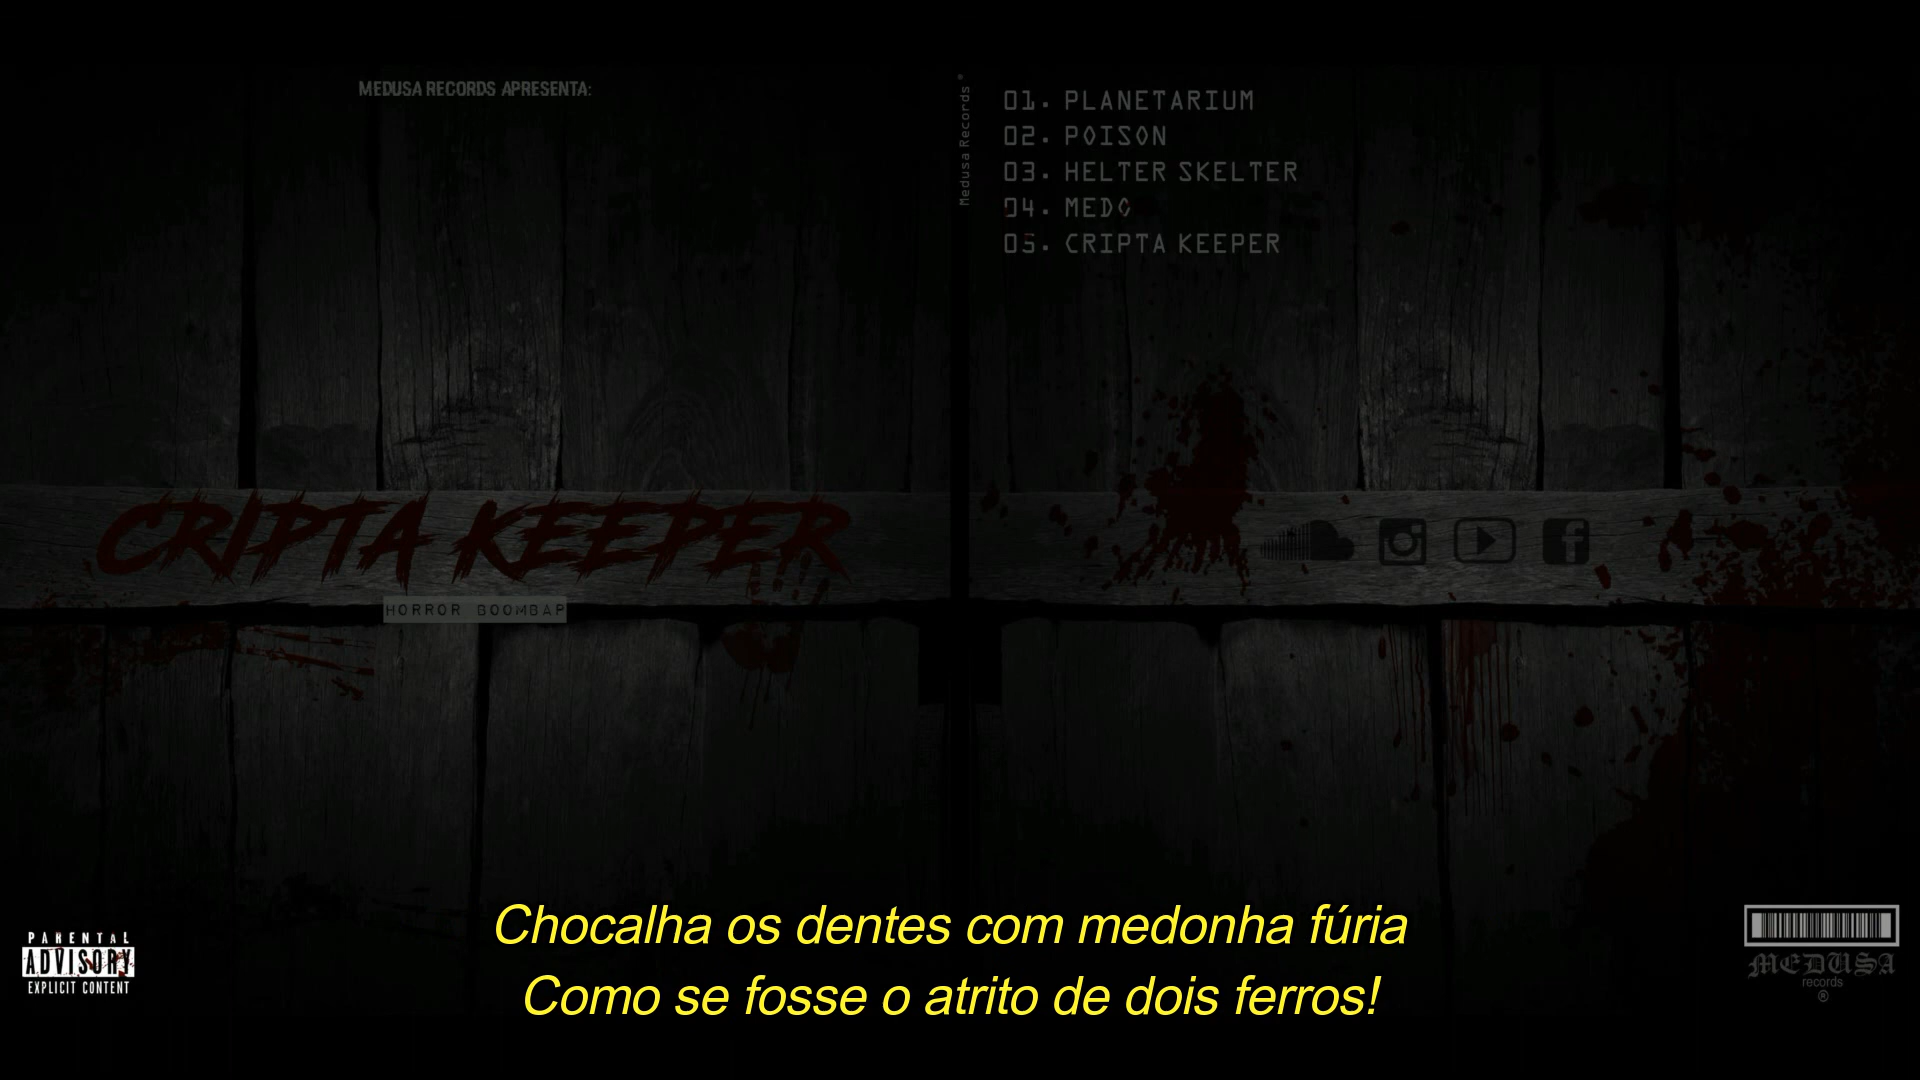 MEDUSA RECORDS APRESENTA:
Medusa Records ®
01. PLANETARIUM
02. POISON
03. HELTER SKELTER
04. MEDO
05. CRIPTA KEEPER
CRIPTA KEEPER
HORROR BOOMBAP
Chocalha os dentes com medonha fúria
Como se fosse o atrito de dois ferros!
PARENTAL
ADVISORY
EXPLICIT CONTENT
MEDUSA
records
®